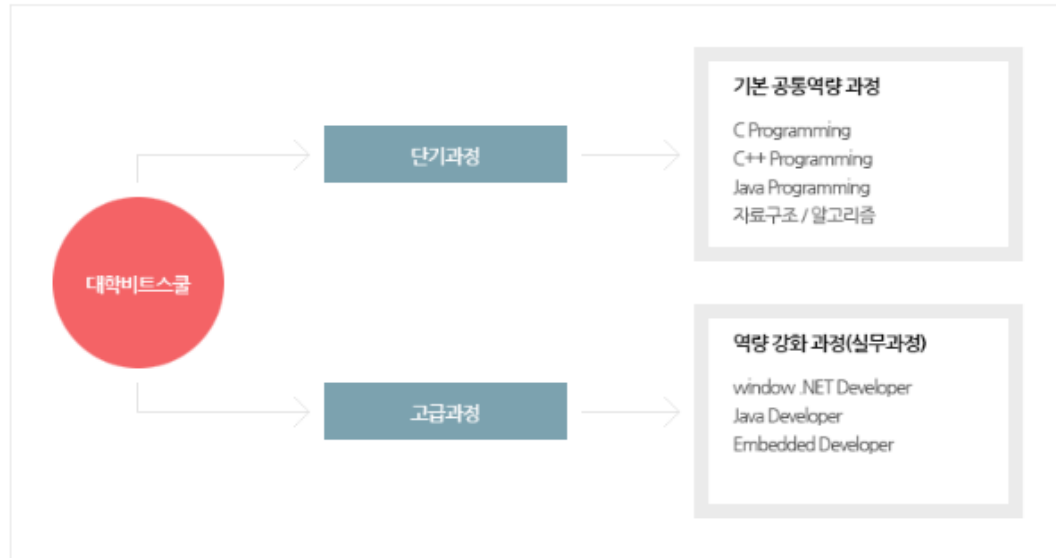 대학비트스쿨
단기과정
기본 공통역량 과정
C Programming
C++ Programming
Java Programming
자료구조 / 알고리즘
고급과정
역량 강화 과정(실무과정)
window .NET Developer
Java Developer
Embedded Developer